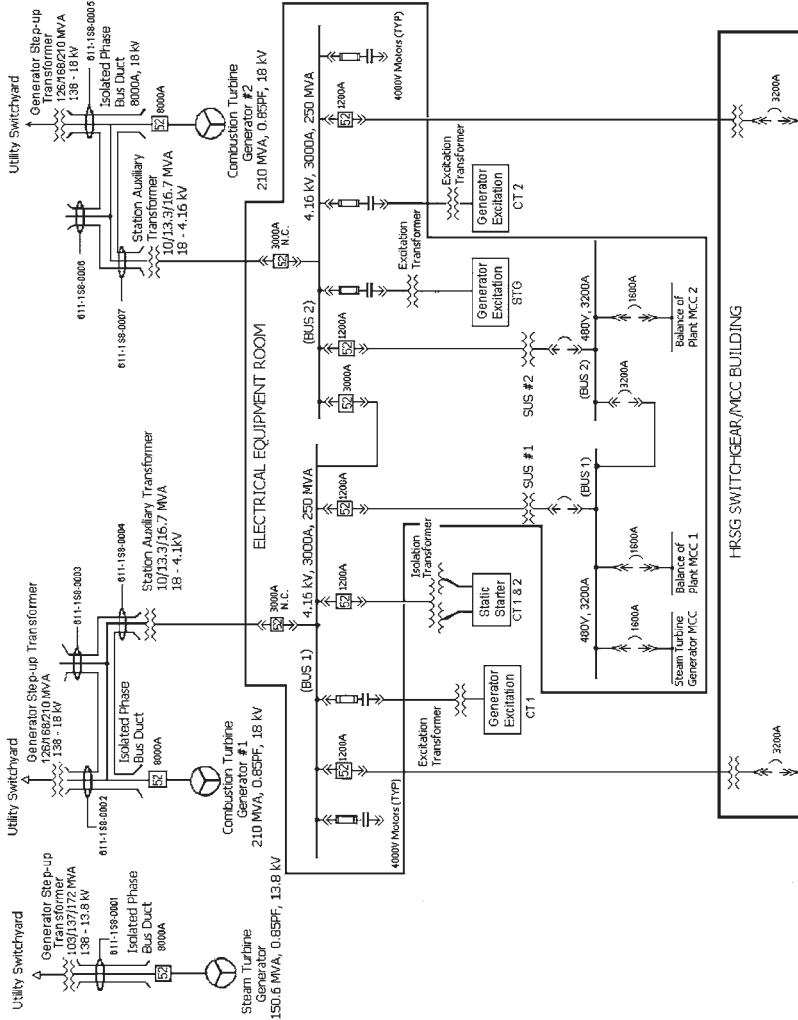 Utility Switchyard
Generator Step-up
Transformer
103/137/172 MVA
138 - 13.8 kV
611-1S8-0001
Isolated Phase
Bus Duct
8000A
52
Steam Turbine
Generator
150.6 MVA, 0.85PF, 13.8 kV
Utility Switchyard
Generator Step-up Transformer
126/168/210 MVA
138 - 18 kV
611-1S8-0002
611-1S8-0003
611-1S8-0004
Isolated Phase
Bus Duct
8000A
52
Combustion Turbine
Generator #1
210 MVA, 0.85PF, 18 kV
Station Auxiliary Transformer
10/13.3/16.7 MVA
18 - 4.1kV
Utility Switchyard
Generator Step-up
Transformer
126/168/210 MVA
138 - 18 kV
611-1S8-0005
Isolated Phase
Bus Duct
8000A, 18 kV
52
8000A
Combustion Turbine
Generator #2
210 MVA, 0.85PF, 18 kV
611-1S8-0006
611-1S8-0007
Station Auxiliary
Transformer
10/13.3/16.7 MVA
18 - 4.16 kV
ELECTRICAL EQUIPMENT ROOM
52
3000A
N.C.
(BUS 1)
4.16 kV, 3000A, 250 MVA
52
3000A
N.C.
(BUS 2)
4.16 kV, 3000A, 250 MVA
4000V Motors (TYP)
52
1200A
Excitation
Transformer
Generator
Excitation
CT 1
52
1200A
Isolation
Transformer
Static
Starter
CT 1 & 2
52
1200A
SUS #1
52
3000A
52
1200A
SUS #2
Excitation
Transformer
Generator
Excitation
STG
Excitation
Transformer
Generator
Excitation
CT 2
52
1200A
4000V Motors (TYP)
480V, 3200A
(BUS 1)
1600A
Steam Turbine
Generator MCC
1600A
Balance of
Plant MCC 1
(BUS 2)
480V, 3200A
3200A
1600A
Balance of
Plant MCC 2
HRSG SWITCHGEAR/MCC BUILDING
3200A
3200A